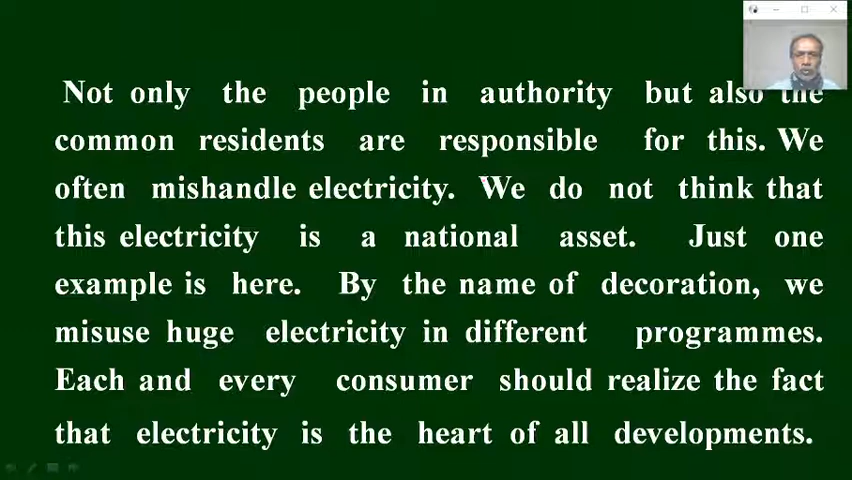 Not only the people in authority but also the
common residents are responsible for this. We
often mishandle electricity. We do not think that
this electricity is a national asset. Just one
example is here. By the name of decoration, we
misuse huge electricity in different programmes.
Each and every consumer should realize the fact
that electricity is the heart of all developments.